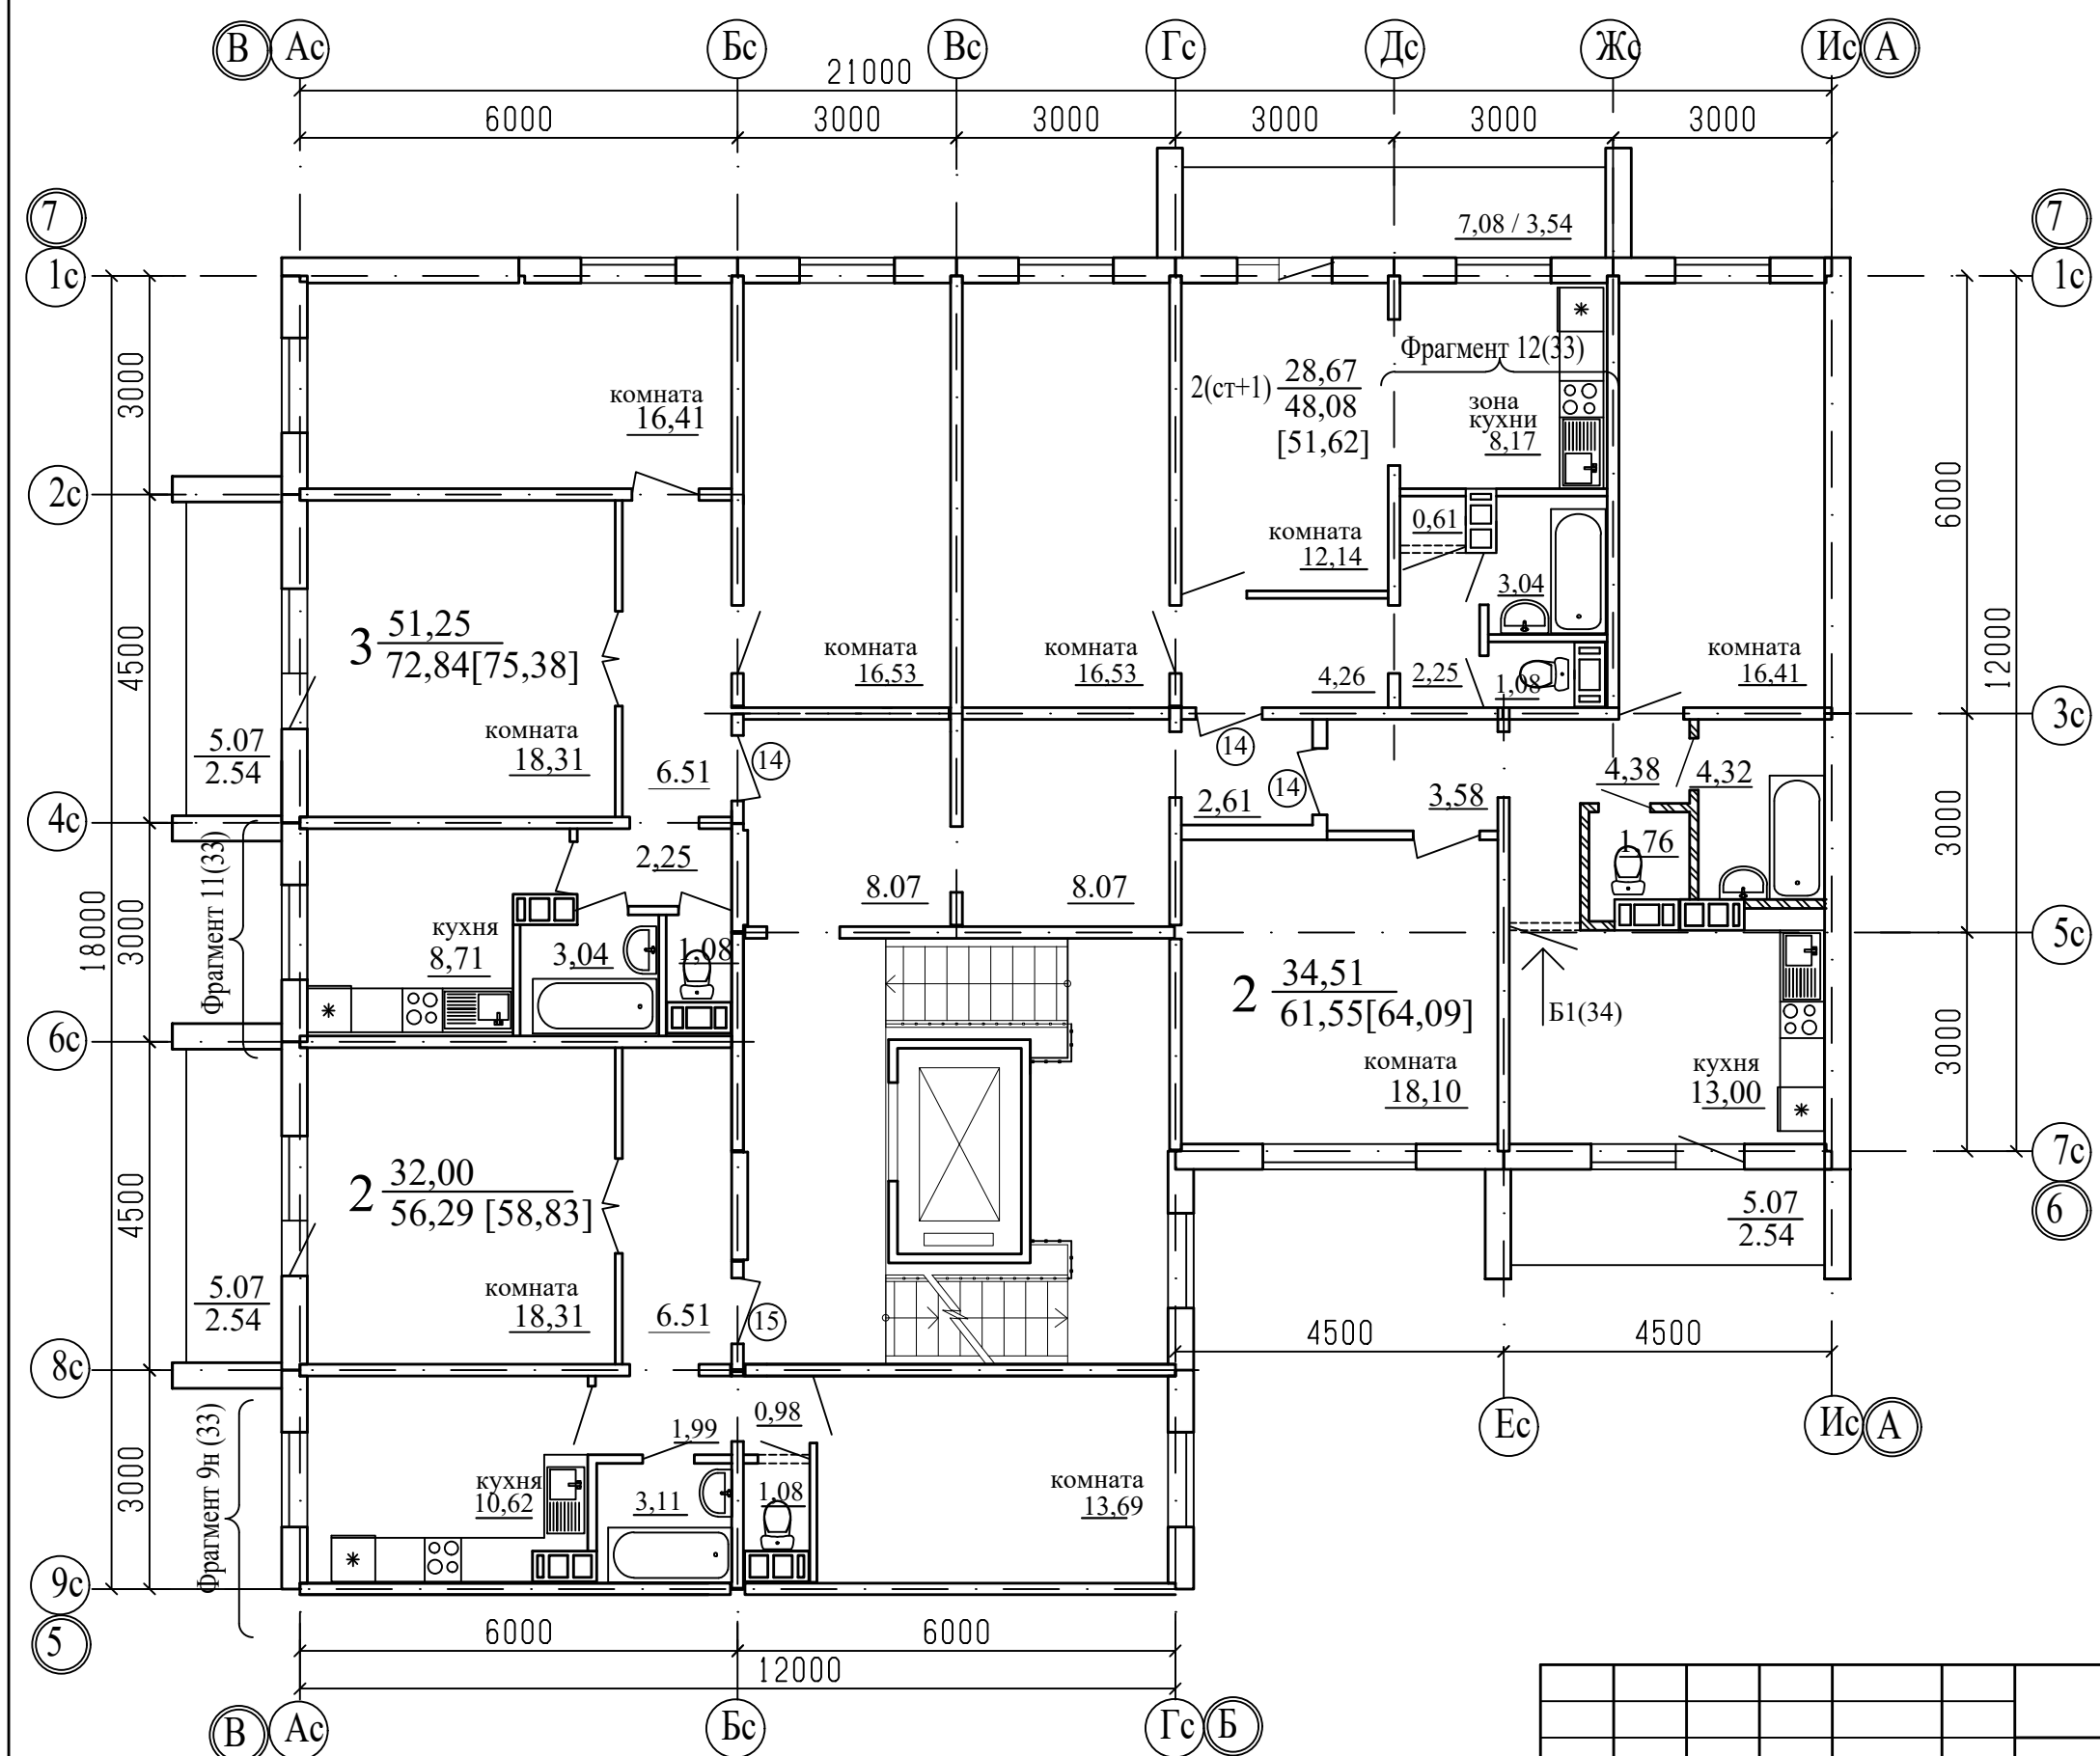 В Ас Бс Вс Гс Дс Жс Ис А
21000
6000 3000 3000 3000 3000 3000
7 7
7,08 / 3,54
1с 1с
3000
Фрагмент 12(33)
2(ст+1) 28,67
48,08
[51,62]
комната
16,41
зона
кухни
8,17
6000
2с
0,61
комната
12,14
3,04
12000
3 51,25
72,84[75,38]
4500
комната
16,53
комната
16,53
4,26
2,25
1,08
комната
16,41
3с
комната
18,31
5.07
2.54
6.51
14
14
14
2,61
3,58
4,38
4,32
4с
Фрагмент 11(33)
2,25
1,76
3000
18000
3000
8.07
8.07
кухня
8,71
3,04
1,08
5с
2 34,51
61,55[64,09]
Б1(34)
6с
комната
18,10
кухня
13,00
3000
7с
2 32,00
56,29 [58,83]
4500
5.07
2.54
6
комната
18,31
5.07
2.54
6.51
15
4500 4500
8с
Ес Ис А
1,99
0,98
Фрагмент 9н (33)
3000
кухня
10,62
3,11
1,08
комната
13,69
9с
5
6000 6000
12000
В Ас Бс Гс Б